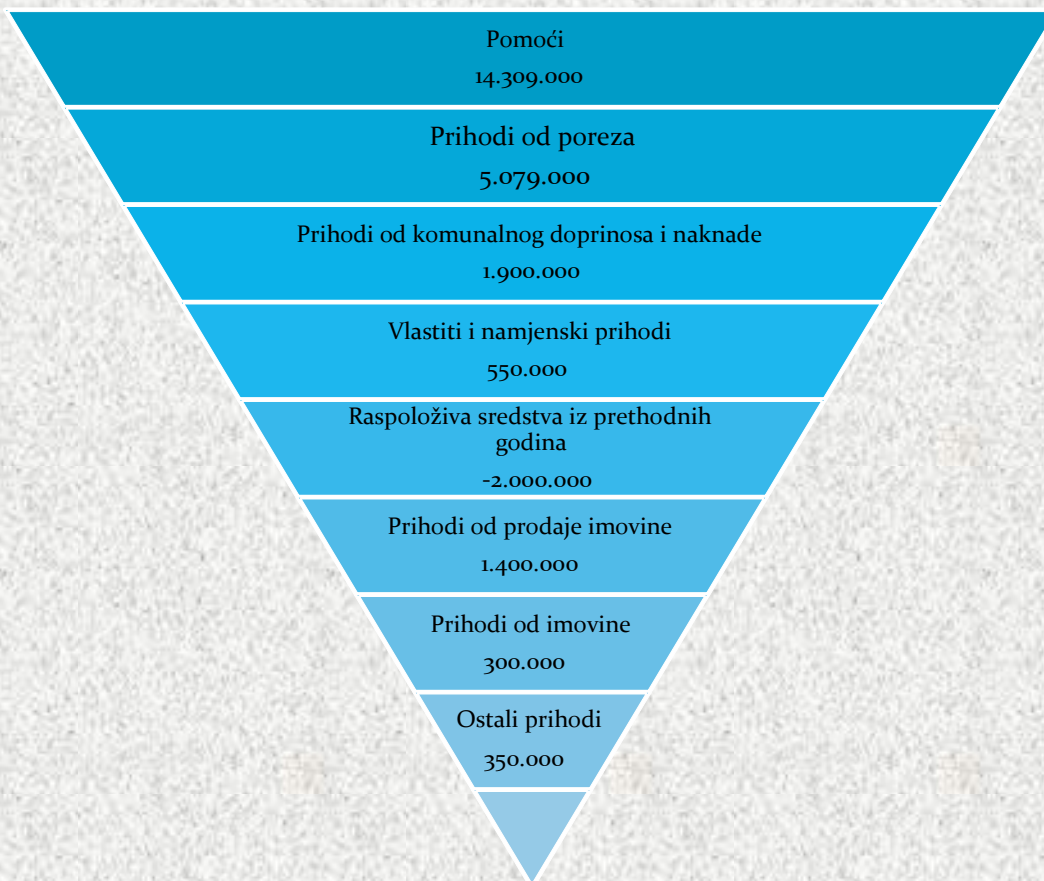 Pomoći
14.309.000
Prihodi od poreza
5.079.000
Prihodi od komunalnog doprinosa i naknade
1.900.000
Vlastiti i namjenski prihodi
550.000
Raspoloživa sredstva iz prethodnih
godina
-2.000.000
Prihodi od prodaje imovine
1.400.000
Prihodi od imovine
300.000
Ostali prihodi
350.000